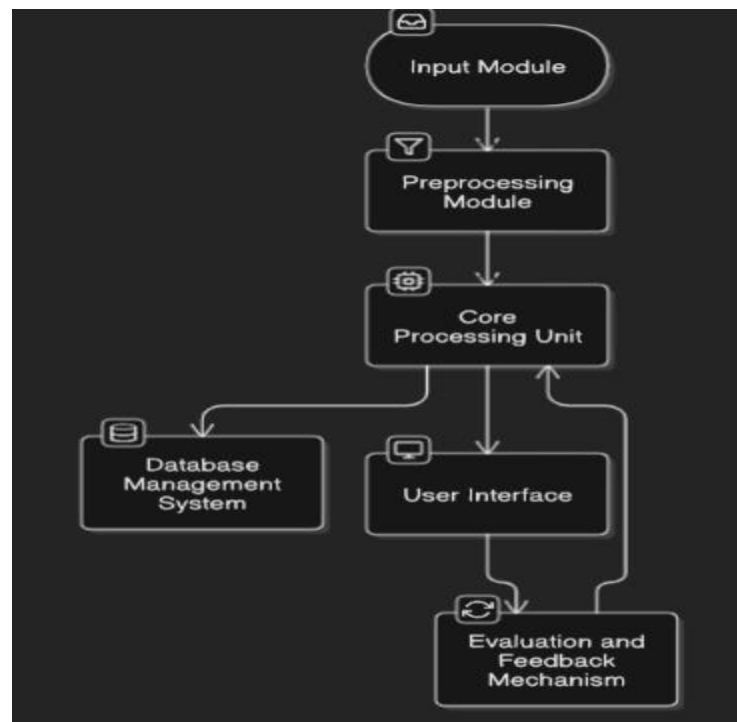 Input Module
Preprocessing
Module
Core
Processing Unit
Database
Management
System
User Interface
Evaluation and
Feedback
Mechanism